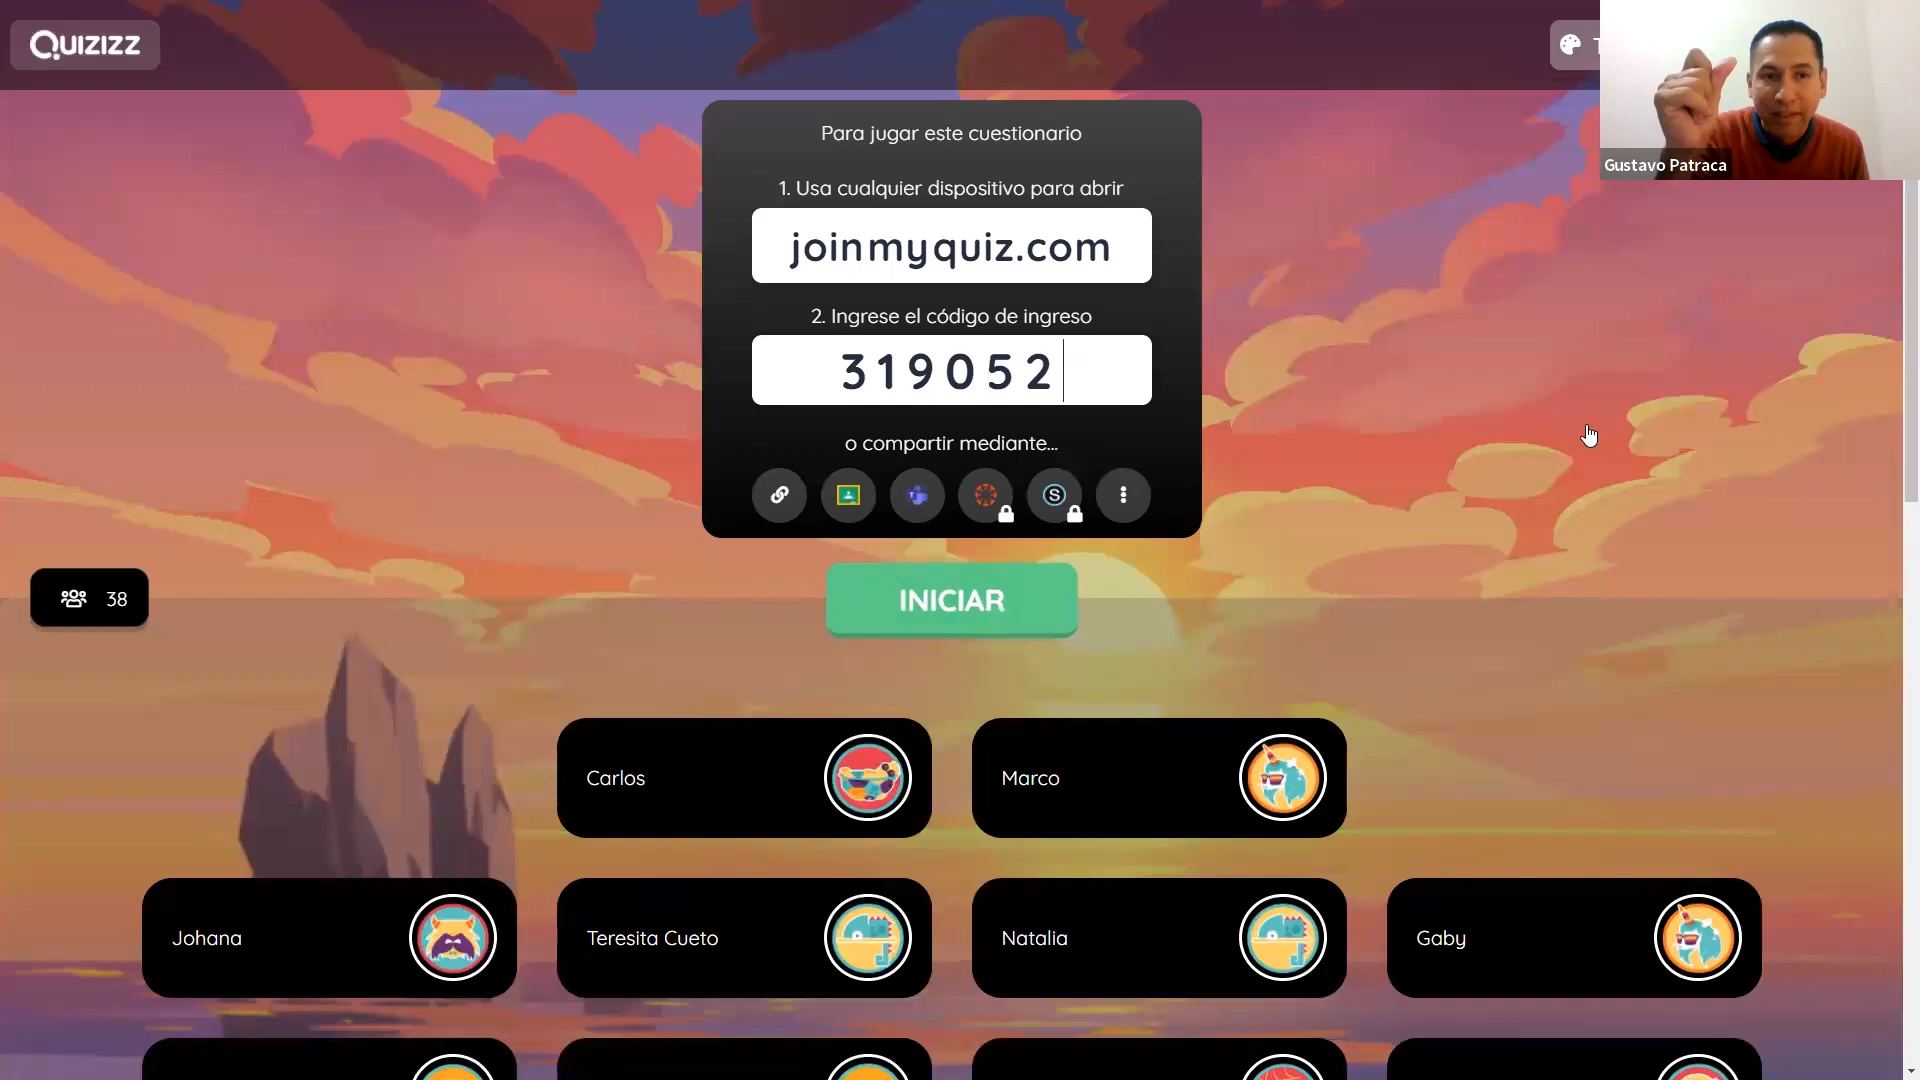 QUIZIZZ
T
Gustavo Patraca
Para jugar este cuestionario
1. Usa cualquier dispositivo para abrir
joinmyquiz.com
2. Ingrese el código de ingreso
319052
o compartir mediante...
38
INICIAR
Carlos
Marco
Johana
Teresita Cueto
Natalia
Gaby